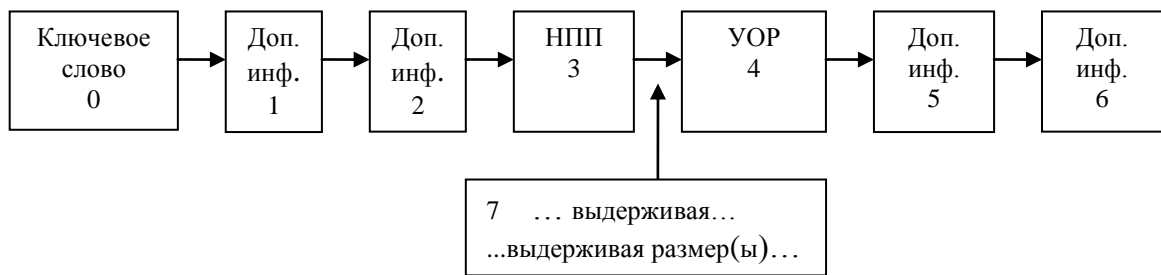 Ключевое
слово
0
Доп.
инф.
1
Доп.
инф.
2
НПП
3
УОР
4
Доп.
инф.
5
Доп.
инф.
6
7 … выдерживая…
...выдерживая размер(ы)…